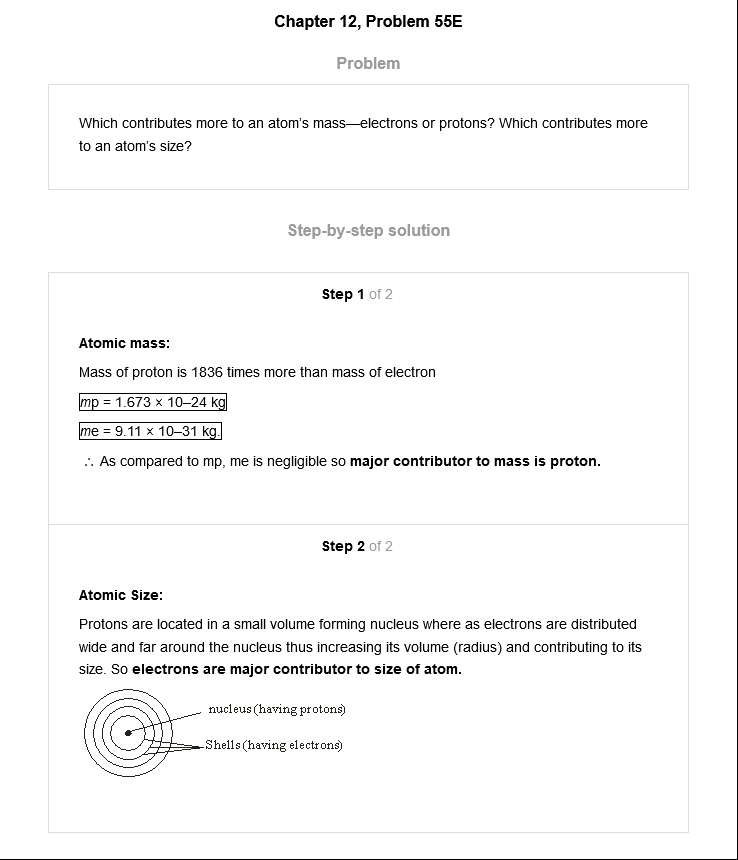 Chapter 12, Problem 55E
Problem
Which contributes more to an atom’s mass—electrons or protons? Which contributes more
to an atom’s size?
Step-by-step solution
Step 1 of 2
Atomic mass:
Mass of proton is 1836 times more than mass of electron
mp = 1.673 × 10–24 kg
me = 9.11 × 10–31 kg.
∴ As compared to mp, me is negligible so major contributor to mass is proton.
Step 2 of 2
Atomic Size:
Protons are located in a small volume forming nucleus where as electrons are distributed
wide and far around the nucleus thus increasing its volume (radius) and contributing to its
size. So electrons are major contributor to size of atom.
nucleus (having protons)
Shells (having electrons)